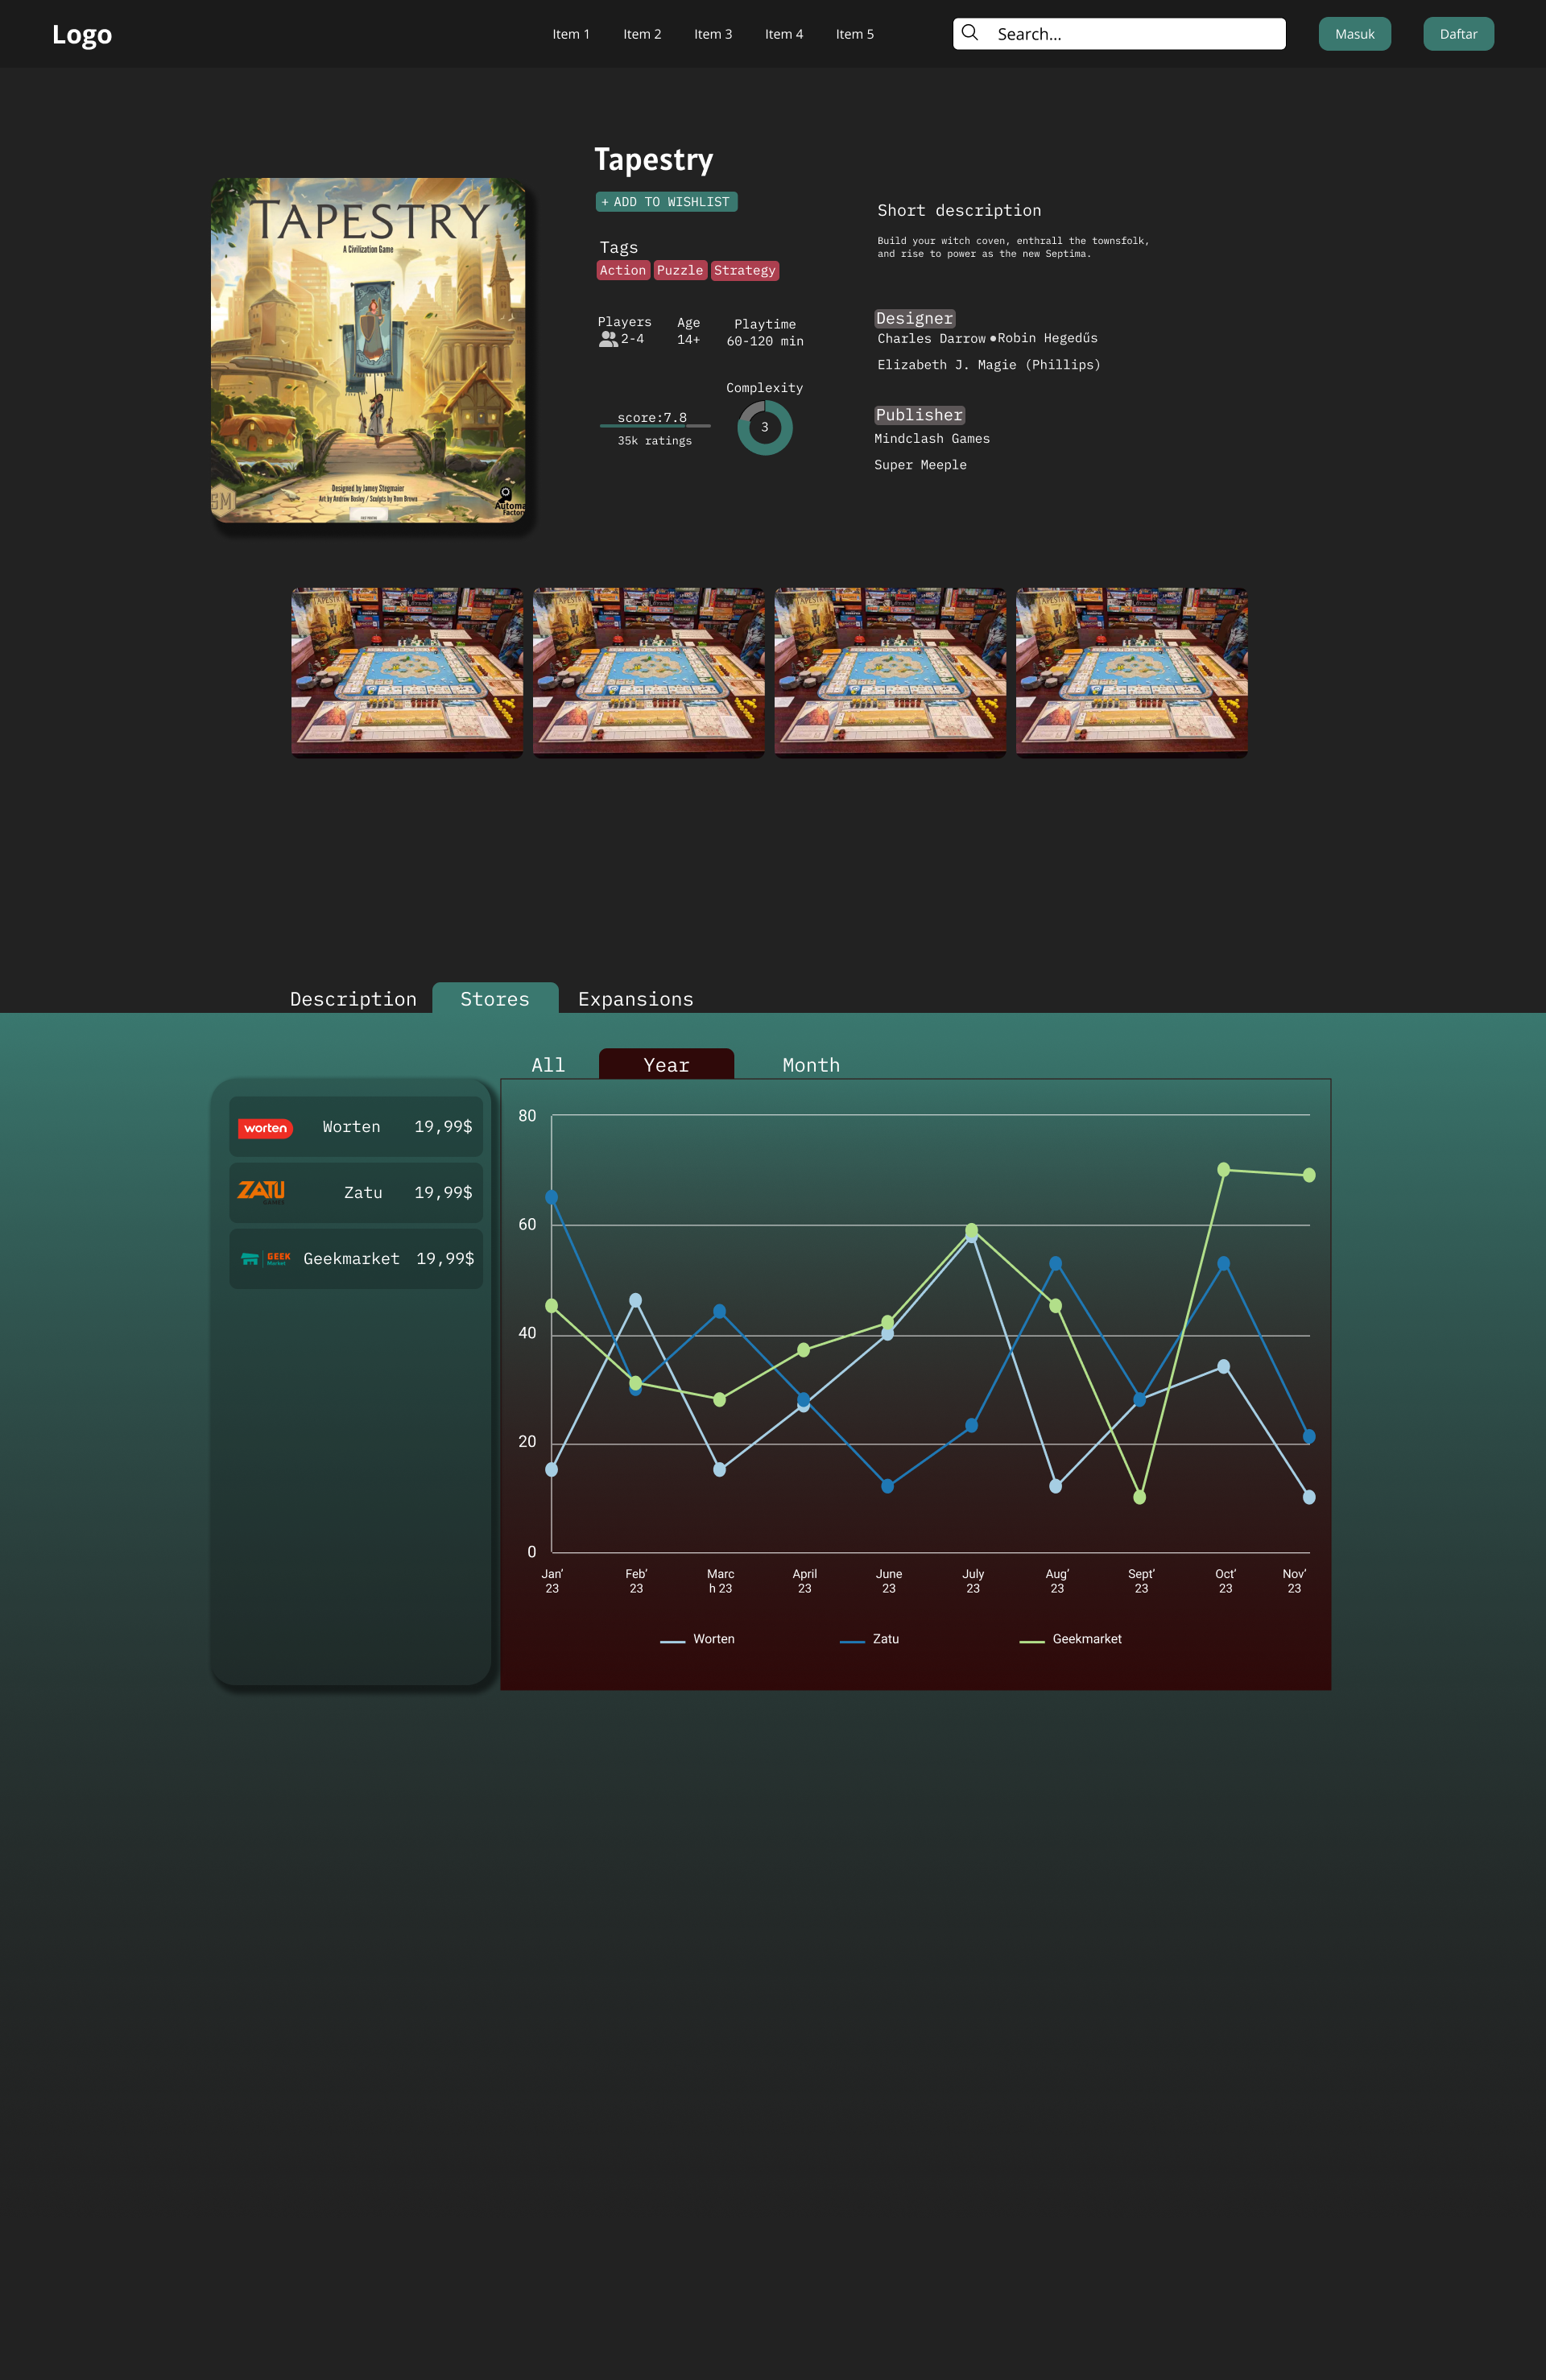 Logo
Item 1
Item 2
Item 3
Item 4
Item 5
Search...
Masuk
Daftar
TAPESTRY
A Civilization Game
Designed by Jamey Stegmaier
Art by Andrew Bosley / Sculpts by Rom Brown
Automa
Factor
Tapestry
+ ADD TO WISHLIST
Tags
Action
Puzzle
Strategy
Players
2-4
Age
14+
Playtime
60-120 min
score:7.8
35k ratings
Complexity
3
Short description
Build your witch coven, enthrall the townsfolk,
and rise to power as the new Septima.
Designer
Charles Darrow ●Robin Hegedűs
Elizabeth J. Magie (Phillips)
Publisher
Mindclash Games
Super Meeple
Description
Stores
Expansions
All
Year
Month
worten
Worten
19,99$
ZATU
Zatu
19,99$
GEEK
Market
Geekmarket
19,99$
80
60
40
20
0
Jan’
23
Feb’
23
Marc
h 23
April
23
June
23
July
23
Aug’
23
Sept’
23
Oct’
23
Nov’
23
Worten
Zatu
Geekmarket